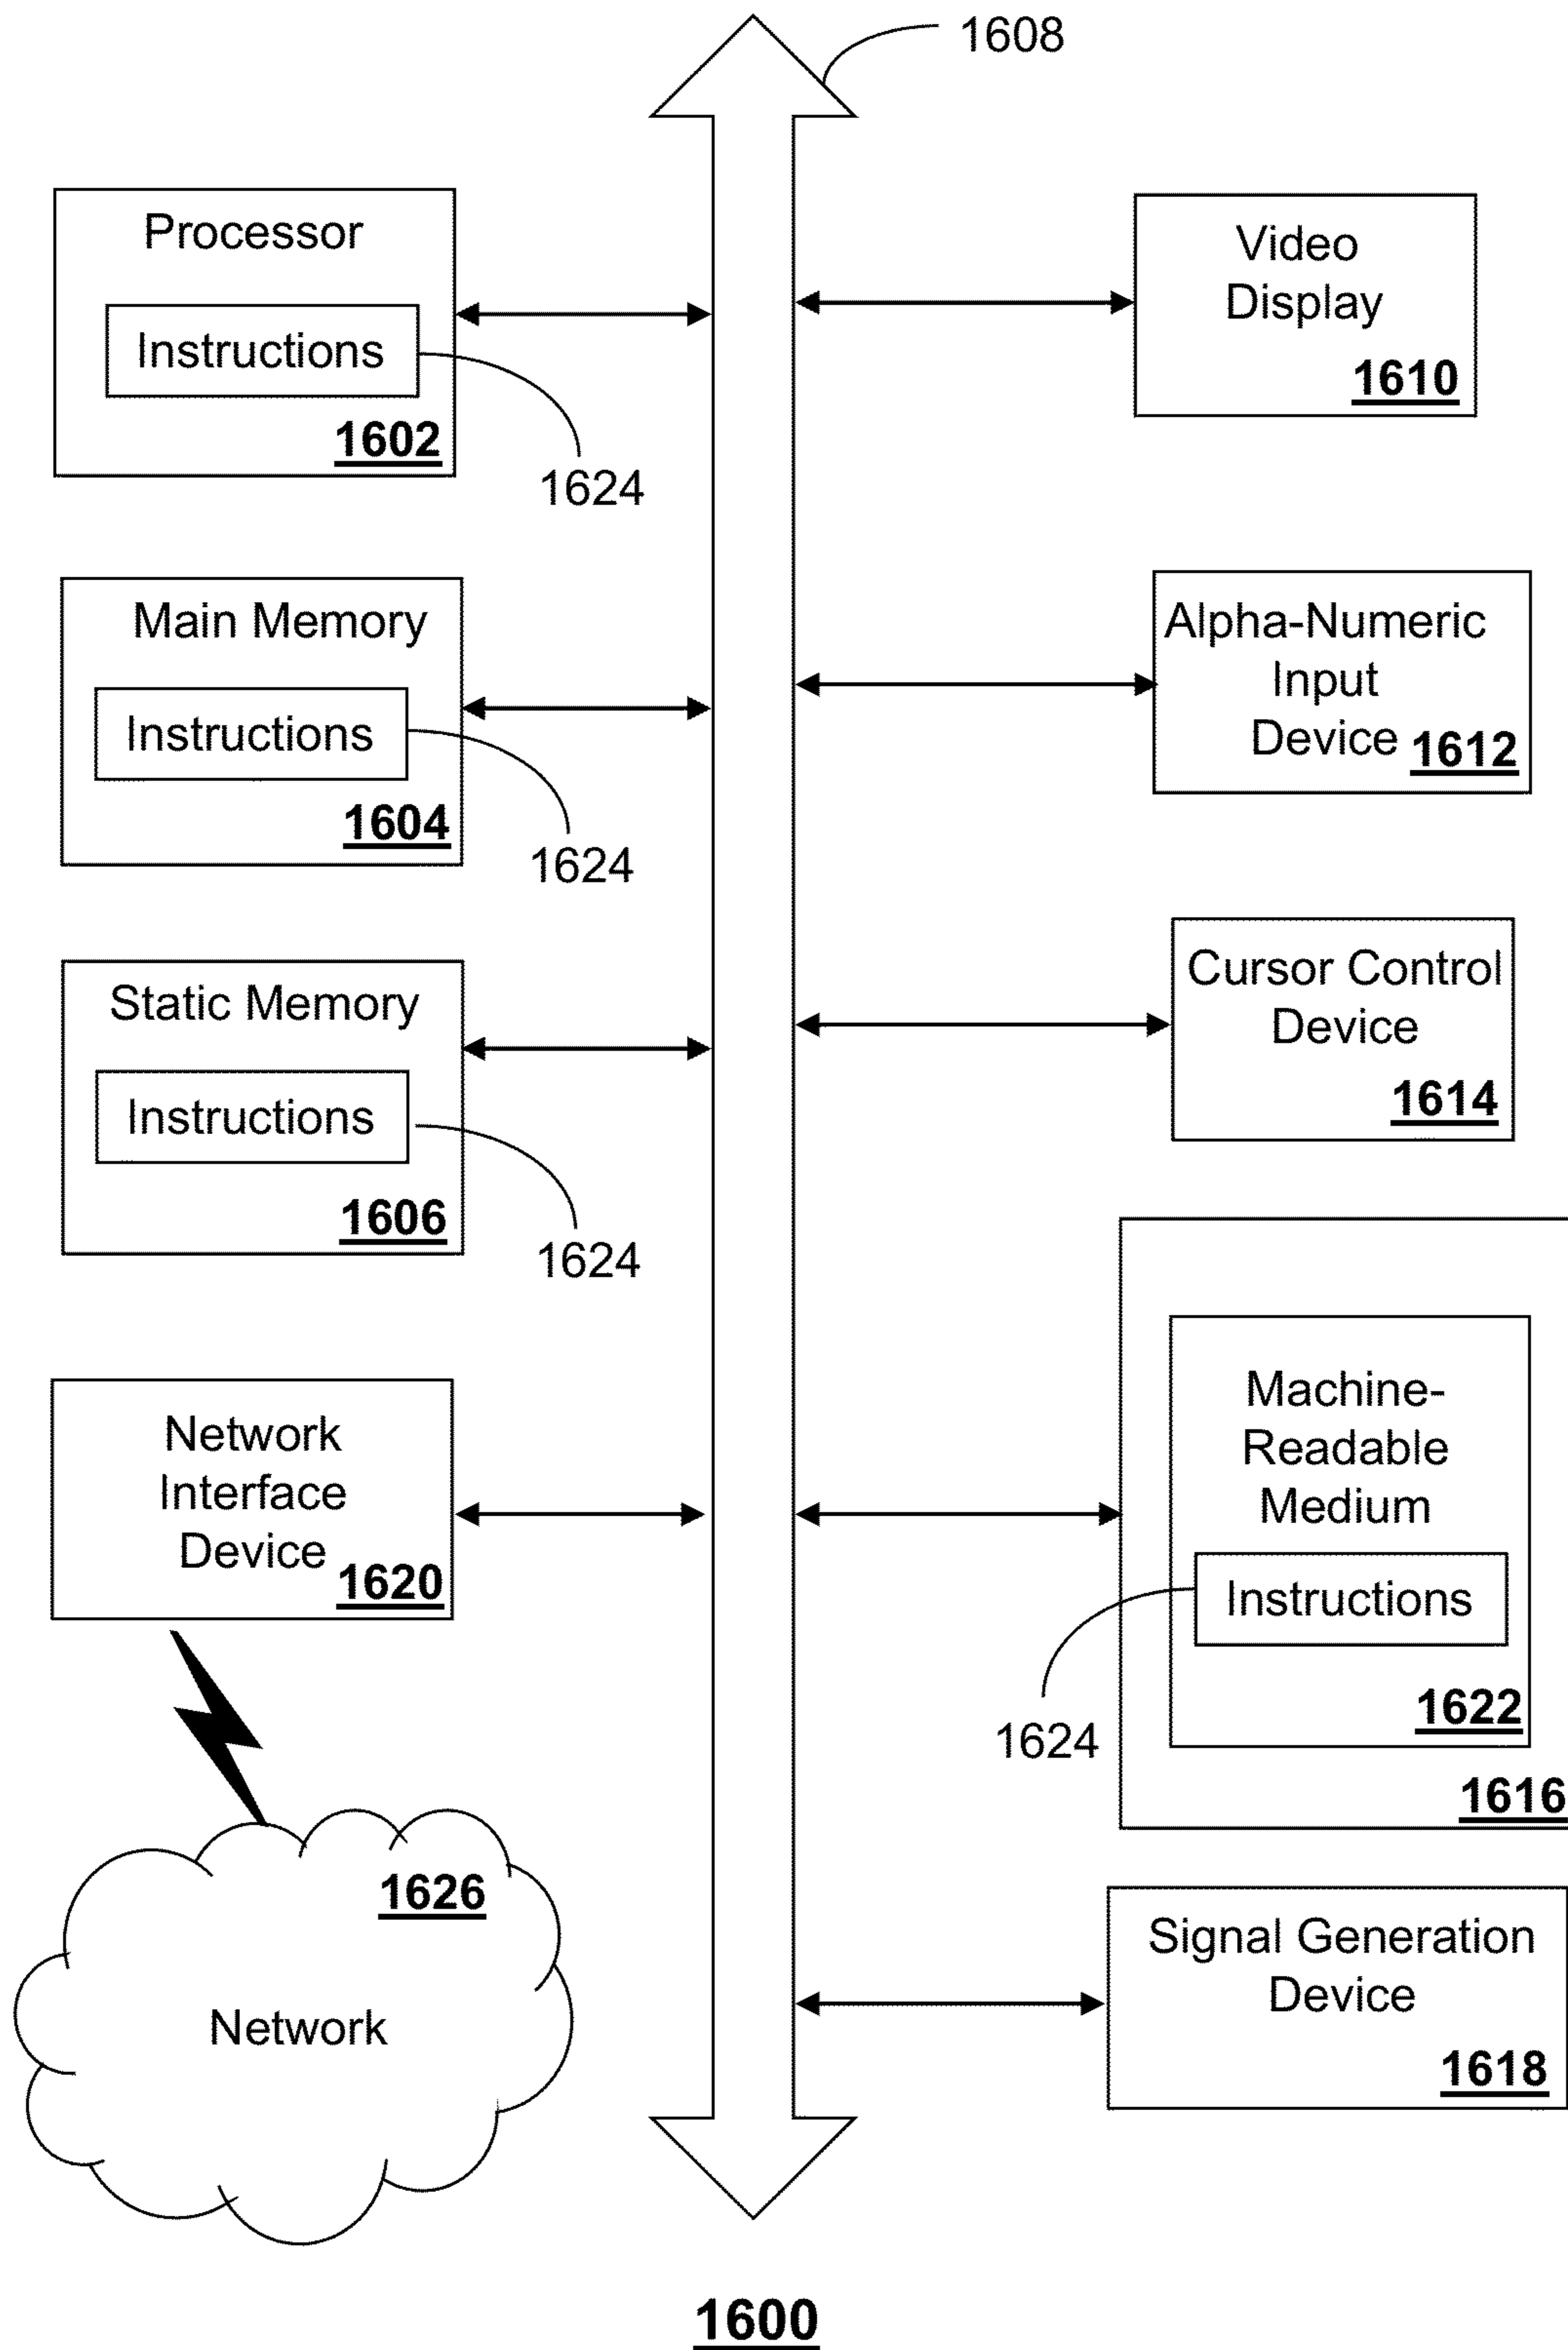 1608
Processor
Instructions
1602
1624
Main Memory
Instructions
1604
1624
Static Memory
Instructions
1606
1624
Network
Interface
Device
1620
1626
Network
Video
Display
1610
Alpha-Numeric
Input
Device 1612
Cursor Control
Device
1614
Machine-
Readable
Medium
Instructions
1624
1622
1616
Signal Generation
Device
1618
1600